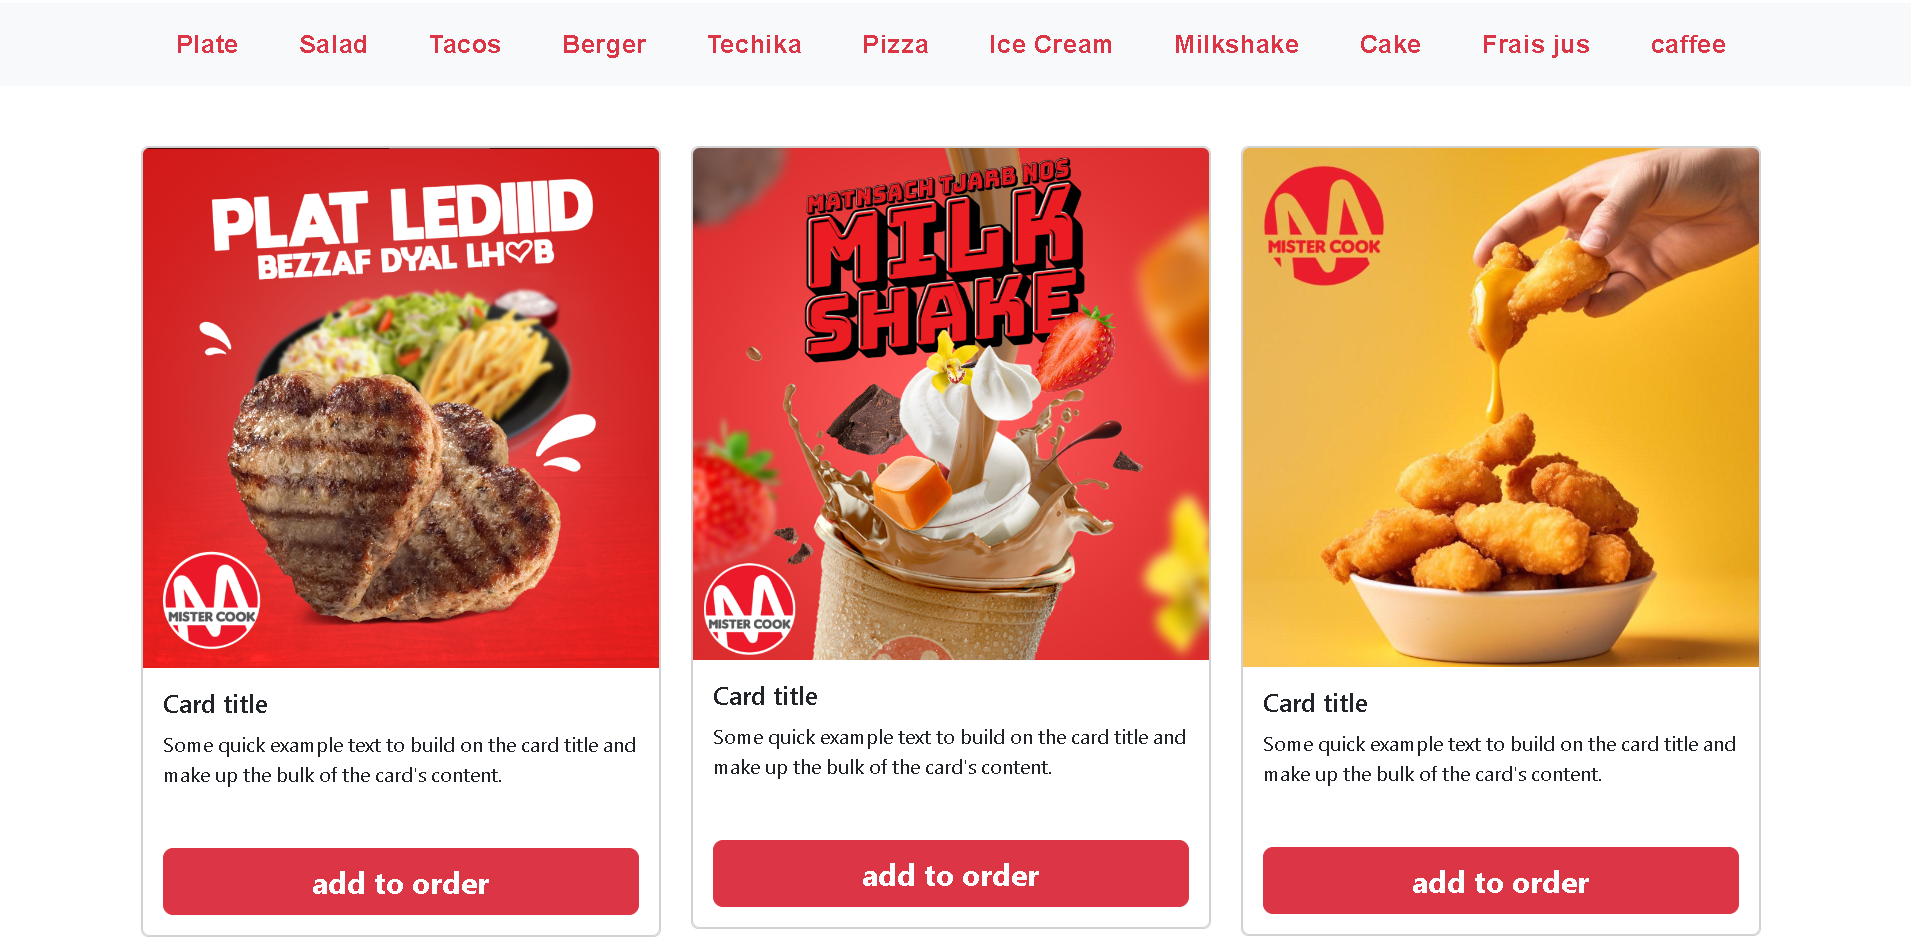 Plate Salad Tacos Berger Techika Pizza Ice Cream Milkshake Cake Frais jus caffee
PLAT LEDIIIID
BEZZAF DYAL LH♡B
MISTER COOK
Card title
Some quick example text to build on the card title and
make up the bulk of the card's content.
add to order
MATNSACH TJARB NOS
MILK
SHAKE
MISTER COOK
Card title
Some quick example text to build on the card title and
make up the bulk of the card's content.
add to order
MISTER COOK
Card title
Some quick example text to build on the card title and
make up the bulk of the card's content.
add to order